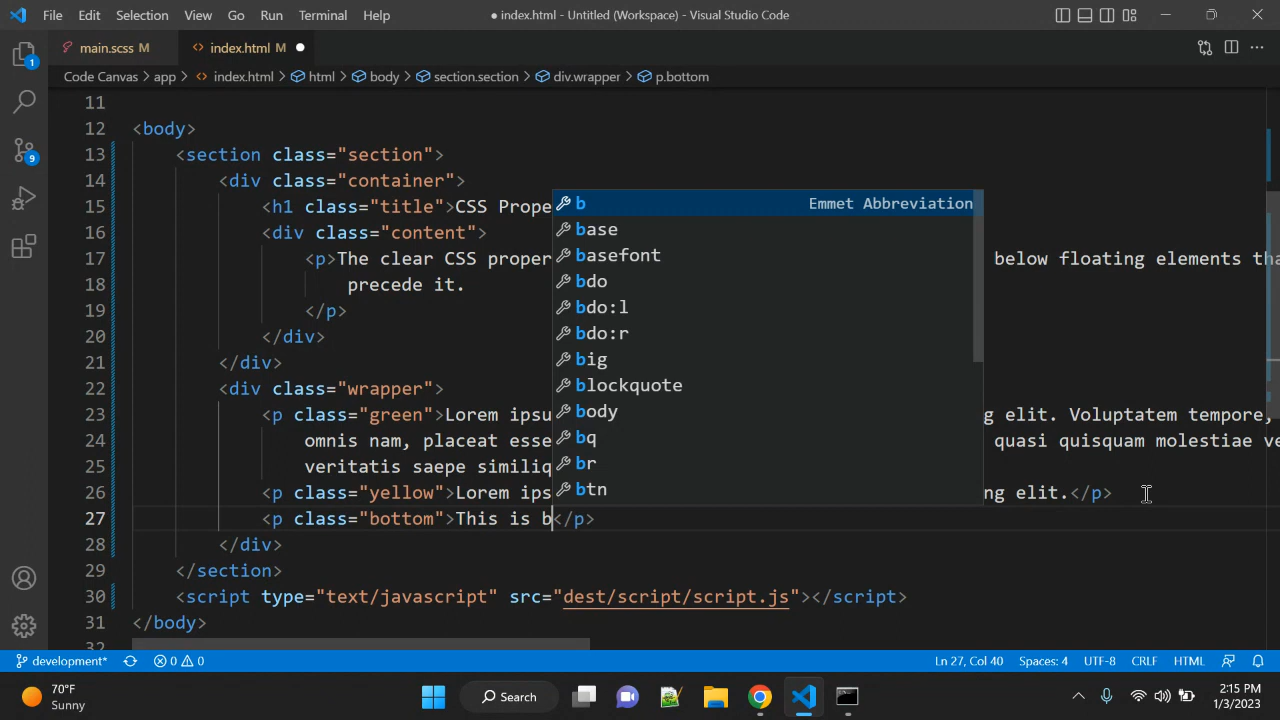 File Edit Selection View Go Run Terminal Help
● index.html - Untitled (Workspace) - Visual Studio Code
main.scss M
index.html M
Code Canvas > app > index.html > html > body > section.section > div.wrapper > p.bottom
1
9
11
12 <body>
13 <section class="section">
14 <div class="container">
15 <h1 class="title">CSS Prope
16 <div class="content">
17 <p>The clear CSS proper below floating elements tha
18 precede it.
19 </p>
20 </div>
21 </div>
22 <div class="wrapper">
23 <p class="green">Lorem ipsu g elit. Voluptatem tempore,
24 omnis nam, placeat esse quasi quisquam molestiae ve
25 veritatis saepe similiq
26 <p class="yellow">Lorem ips ng elit.</p>
27 <p class="bottom">This is b</p>
28 </div>
29 </section>
30 <script type="text/javascript" src="dest/script/script.js"></script>
31 </body>
b Emmet Abbreviation
base
basefont
bdo
bdo:l
bdo:r
big
blockquote
body
bq
br
btn
development* 0 0 Ln 27, Col 40 Spaces: 4 UTF-8 CRLF HTML
70°F
Sunny
Search
2:15 PM
1/3/2023